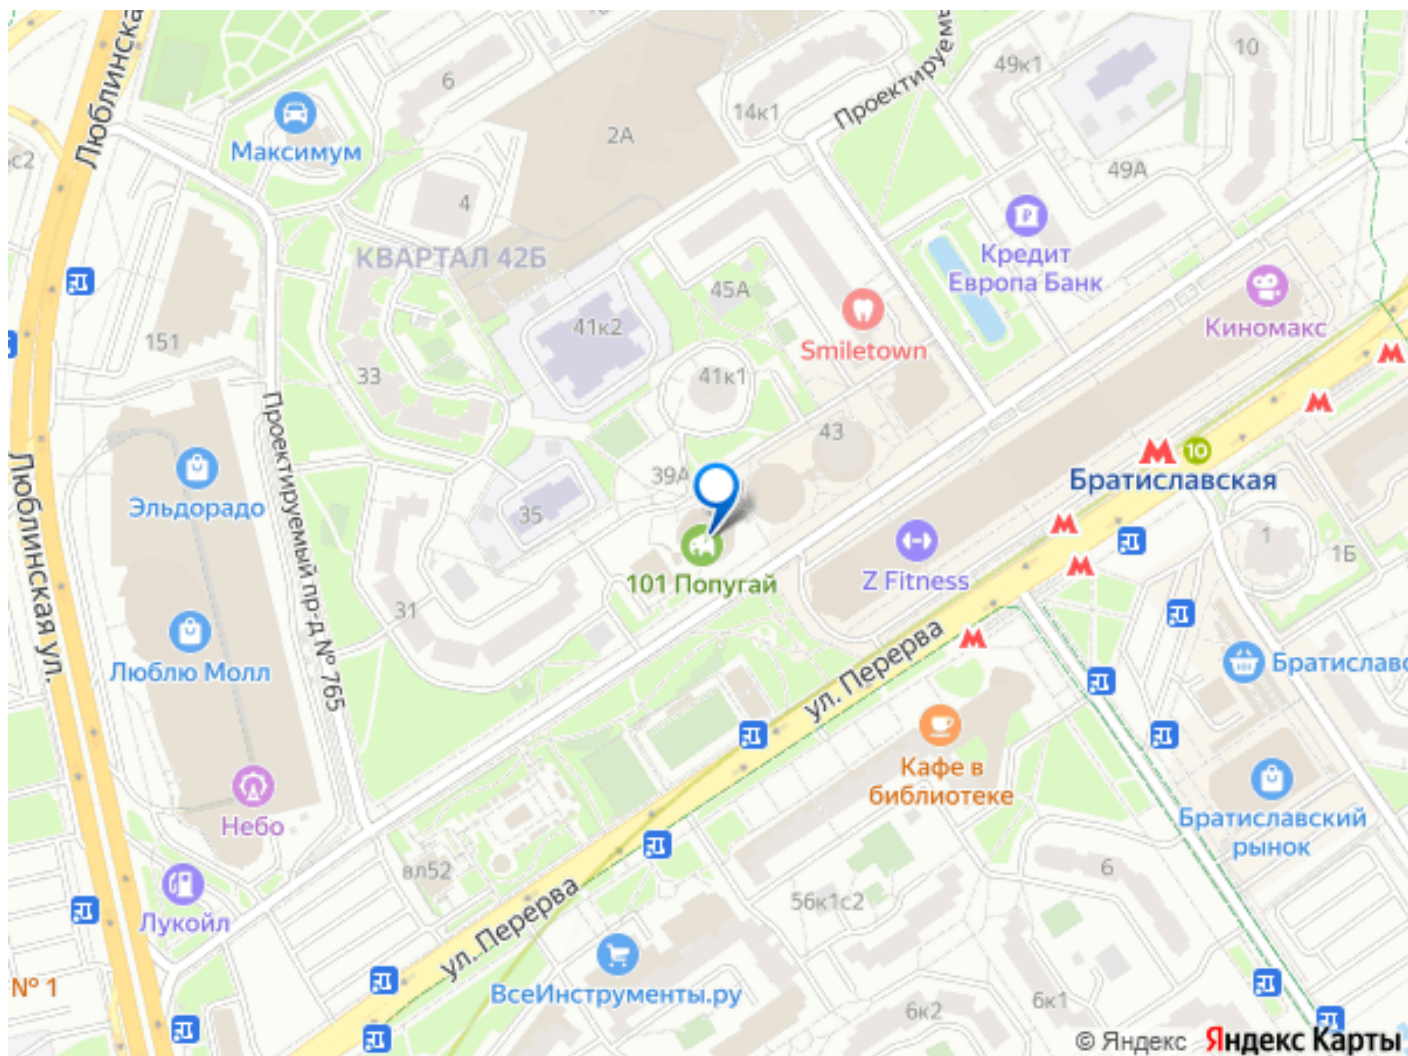 Люблинска
6
10
49к1
10
Проектируемы
14к1
2А
Максимум
с2
49А
4
Кредит
Европа Банк
КВАРТАЛ 42Б
45А
Киномакс
41к2
151
Smiletown
33
41к1
Проектируемый пр-д № 765
43
10
Братиславская
39А
Люблинская ул.
Эльдорадо
35
1
1Б
Z Fitness
101 Попугай
31
ул. Перерва
Люблю Молл
Братиславс
Кафе в
библиотеке
Небо
Братиславский
рынок
вл52
6
56к1с2
Лукойл
ул. Перерва
№ 1
ВсеИнструменты.ру
6к2
6к1
© Яндекс Яндекс Карты